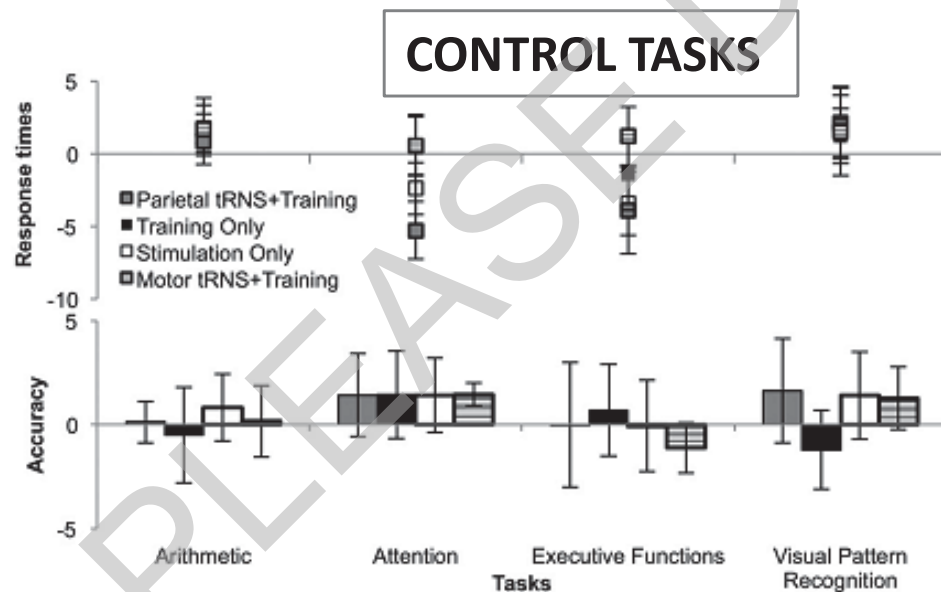 CONTROL TASKS
Response times
5
0
-5
-10
Parietal tRNS+Training
Training Only
Stimulation Only
Motor tRNS+Training
Accuracy
5
0
-5
Arithmetic
Attention
Executive Functions
Visual Pattern
Recognition
Tasks
PLEASE D